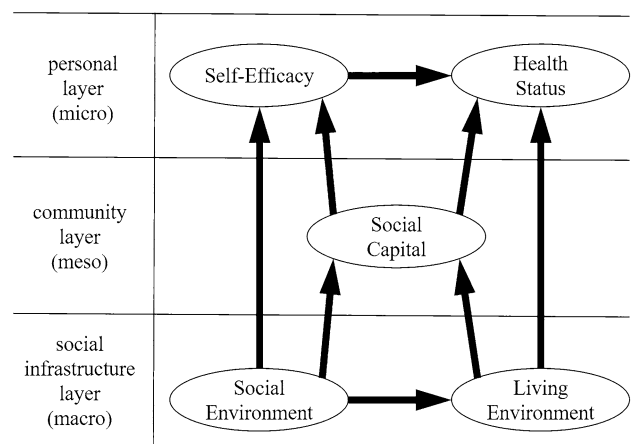 personal
layer
(micro)
Self-Efficacy
Health
Status
community
layer
(meso)
Social
Capital
social
infrastructure
layer
(macro)
Social
Environment
Living
Environment